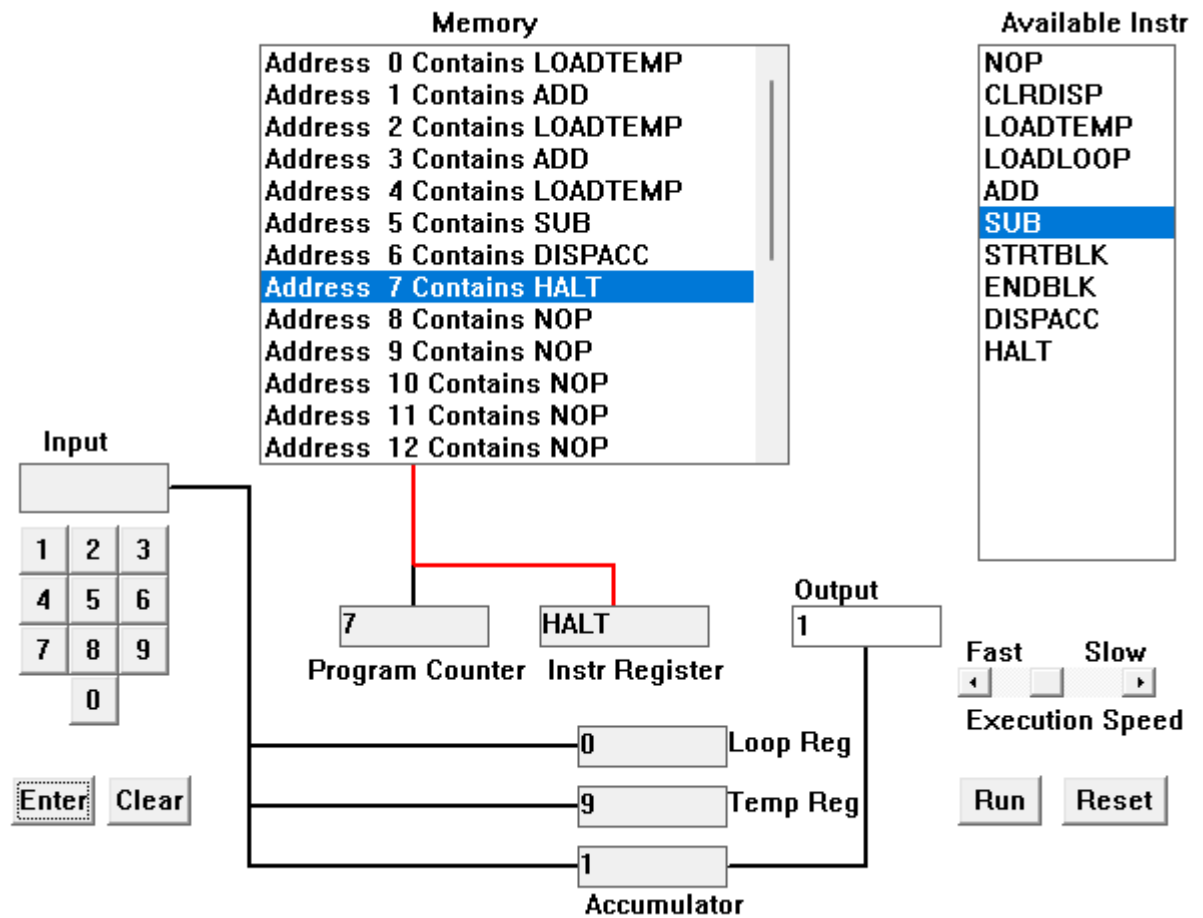 Memory
Address 0 Contains LOADTEMP
Address 1 Contains ADD
Address 2 Contains LOADTEMP
Address 3 Contains ADD
Address 4 Contains LOADTEMP
Address 5 Contains SUB
Address 6 Contains DISPACC
Address 7 Contains HALT
Address 8 Contains NOP
Address 9 Contains NOP
Address 10 Contains NOP
Address 11 Contains NOP
Address 12 Contains NOP
Available Instr
NOP
CLRDISP
LOADTEMP
LOADLOOP
ADD
SUB
STRTBLK
ENDBLK
DISPACC
HALT
Input
1 2 3
4 5 6
7 8 9
0
Enter Clear
7
Program Counter
HALT
Instr Register
Output
1
0 Loop Reg
9 Temp Reg
1
Accumulator
Fast Slow
Execution Speed
Run Reset